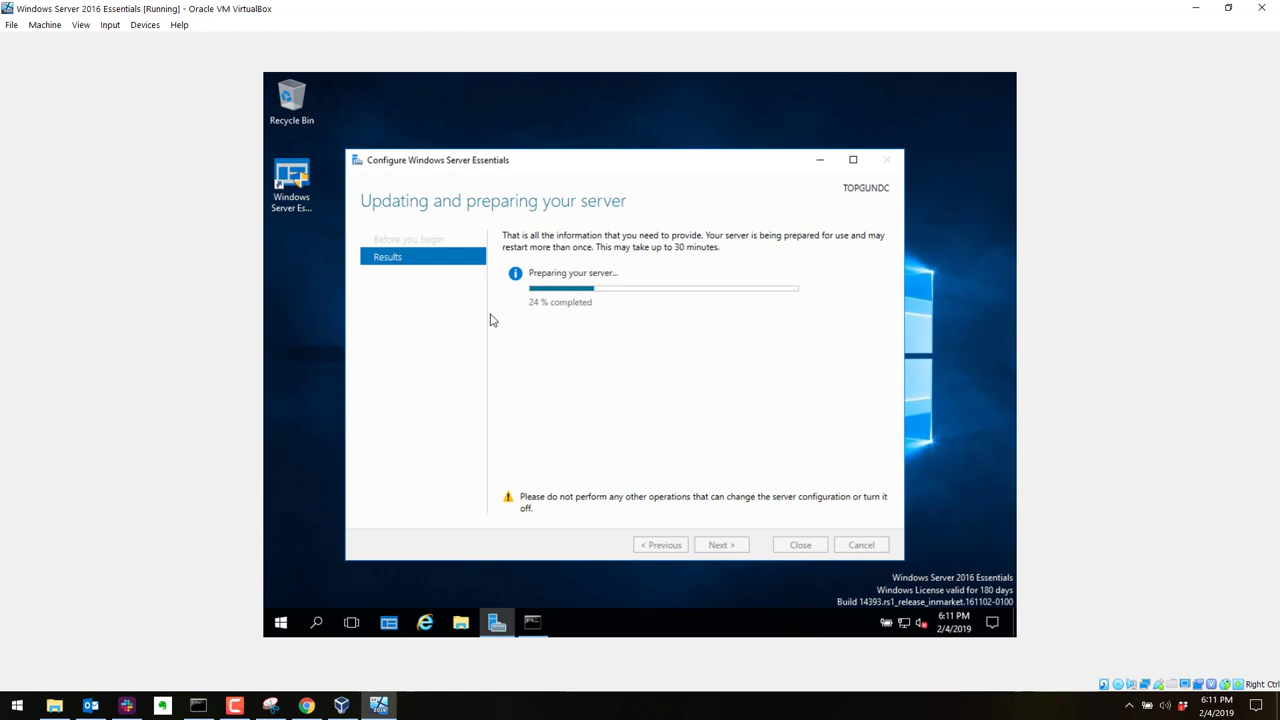 Windows Server 2016 Essentials [Running] - Oracle VM VirtualBox
File Machine View Input Devices Help
Recycle Bin
Windows
Server Es...
Configure Windows Server Essentials
TOPGUNDC
Updating and preparing your server
Before you begin
Results
That is all the information that you need to provide. Your server is being prepared for use and may
restart more than once. This may take up to 30 minutes.
Preparing your server...
24 % completed
Please do not perform any other operations that can change the server configuration or turn it
off.
< Previous Next > Close Cancel
Windows Server 2016 Essentials
Windows License valid for 180 days
Build 14393.rs1_release_inmarket.161102-0100
6:11 PM
2/4/2019
Right Ctrl
2016
6:11 PM
2/4/2019